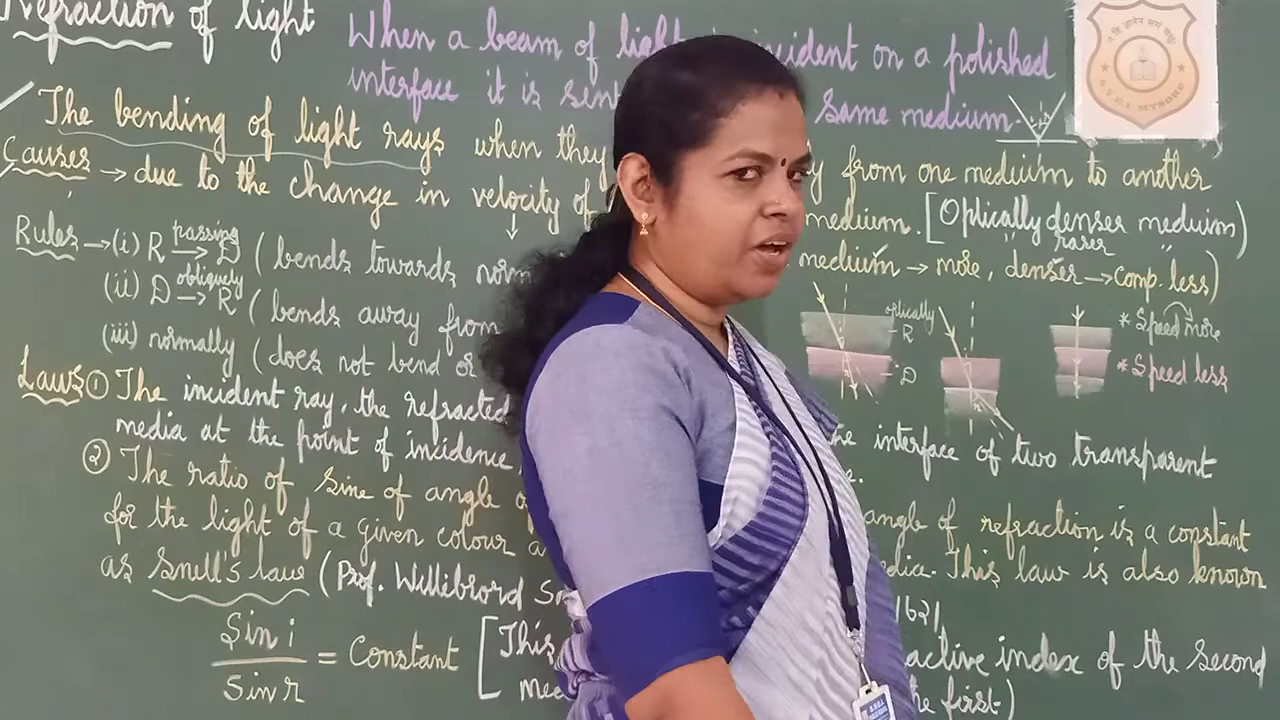 Refraction of light
When a beam of light incident on a polished
interface it is sent same medium.
The bending of light rays when they from one medium to another
Causes → due to the change in velocity of medium. [Optically denser medium)
Rules → (i) R passing → D ( bends towards norm medium → more, denser → comp. less)
rarer
(ii) D obliquely → R ( bends away from
(iii) normally (does not bend or
optically
R
D
* Speed more
* Speed less
Laws ① The incident ray, the refracted the interface of two transparent
media at the point of incidence,
② The ratio of sine of angle angle of refraction is a constant
for the light of a given colour media. This law is also known
as Snell's law (Prof. Willibrord 1621,
Sin i
Sin r
= Constant [This refractive index of the second
the first)
S.V.E.I. MYSORE